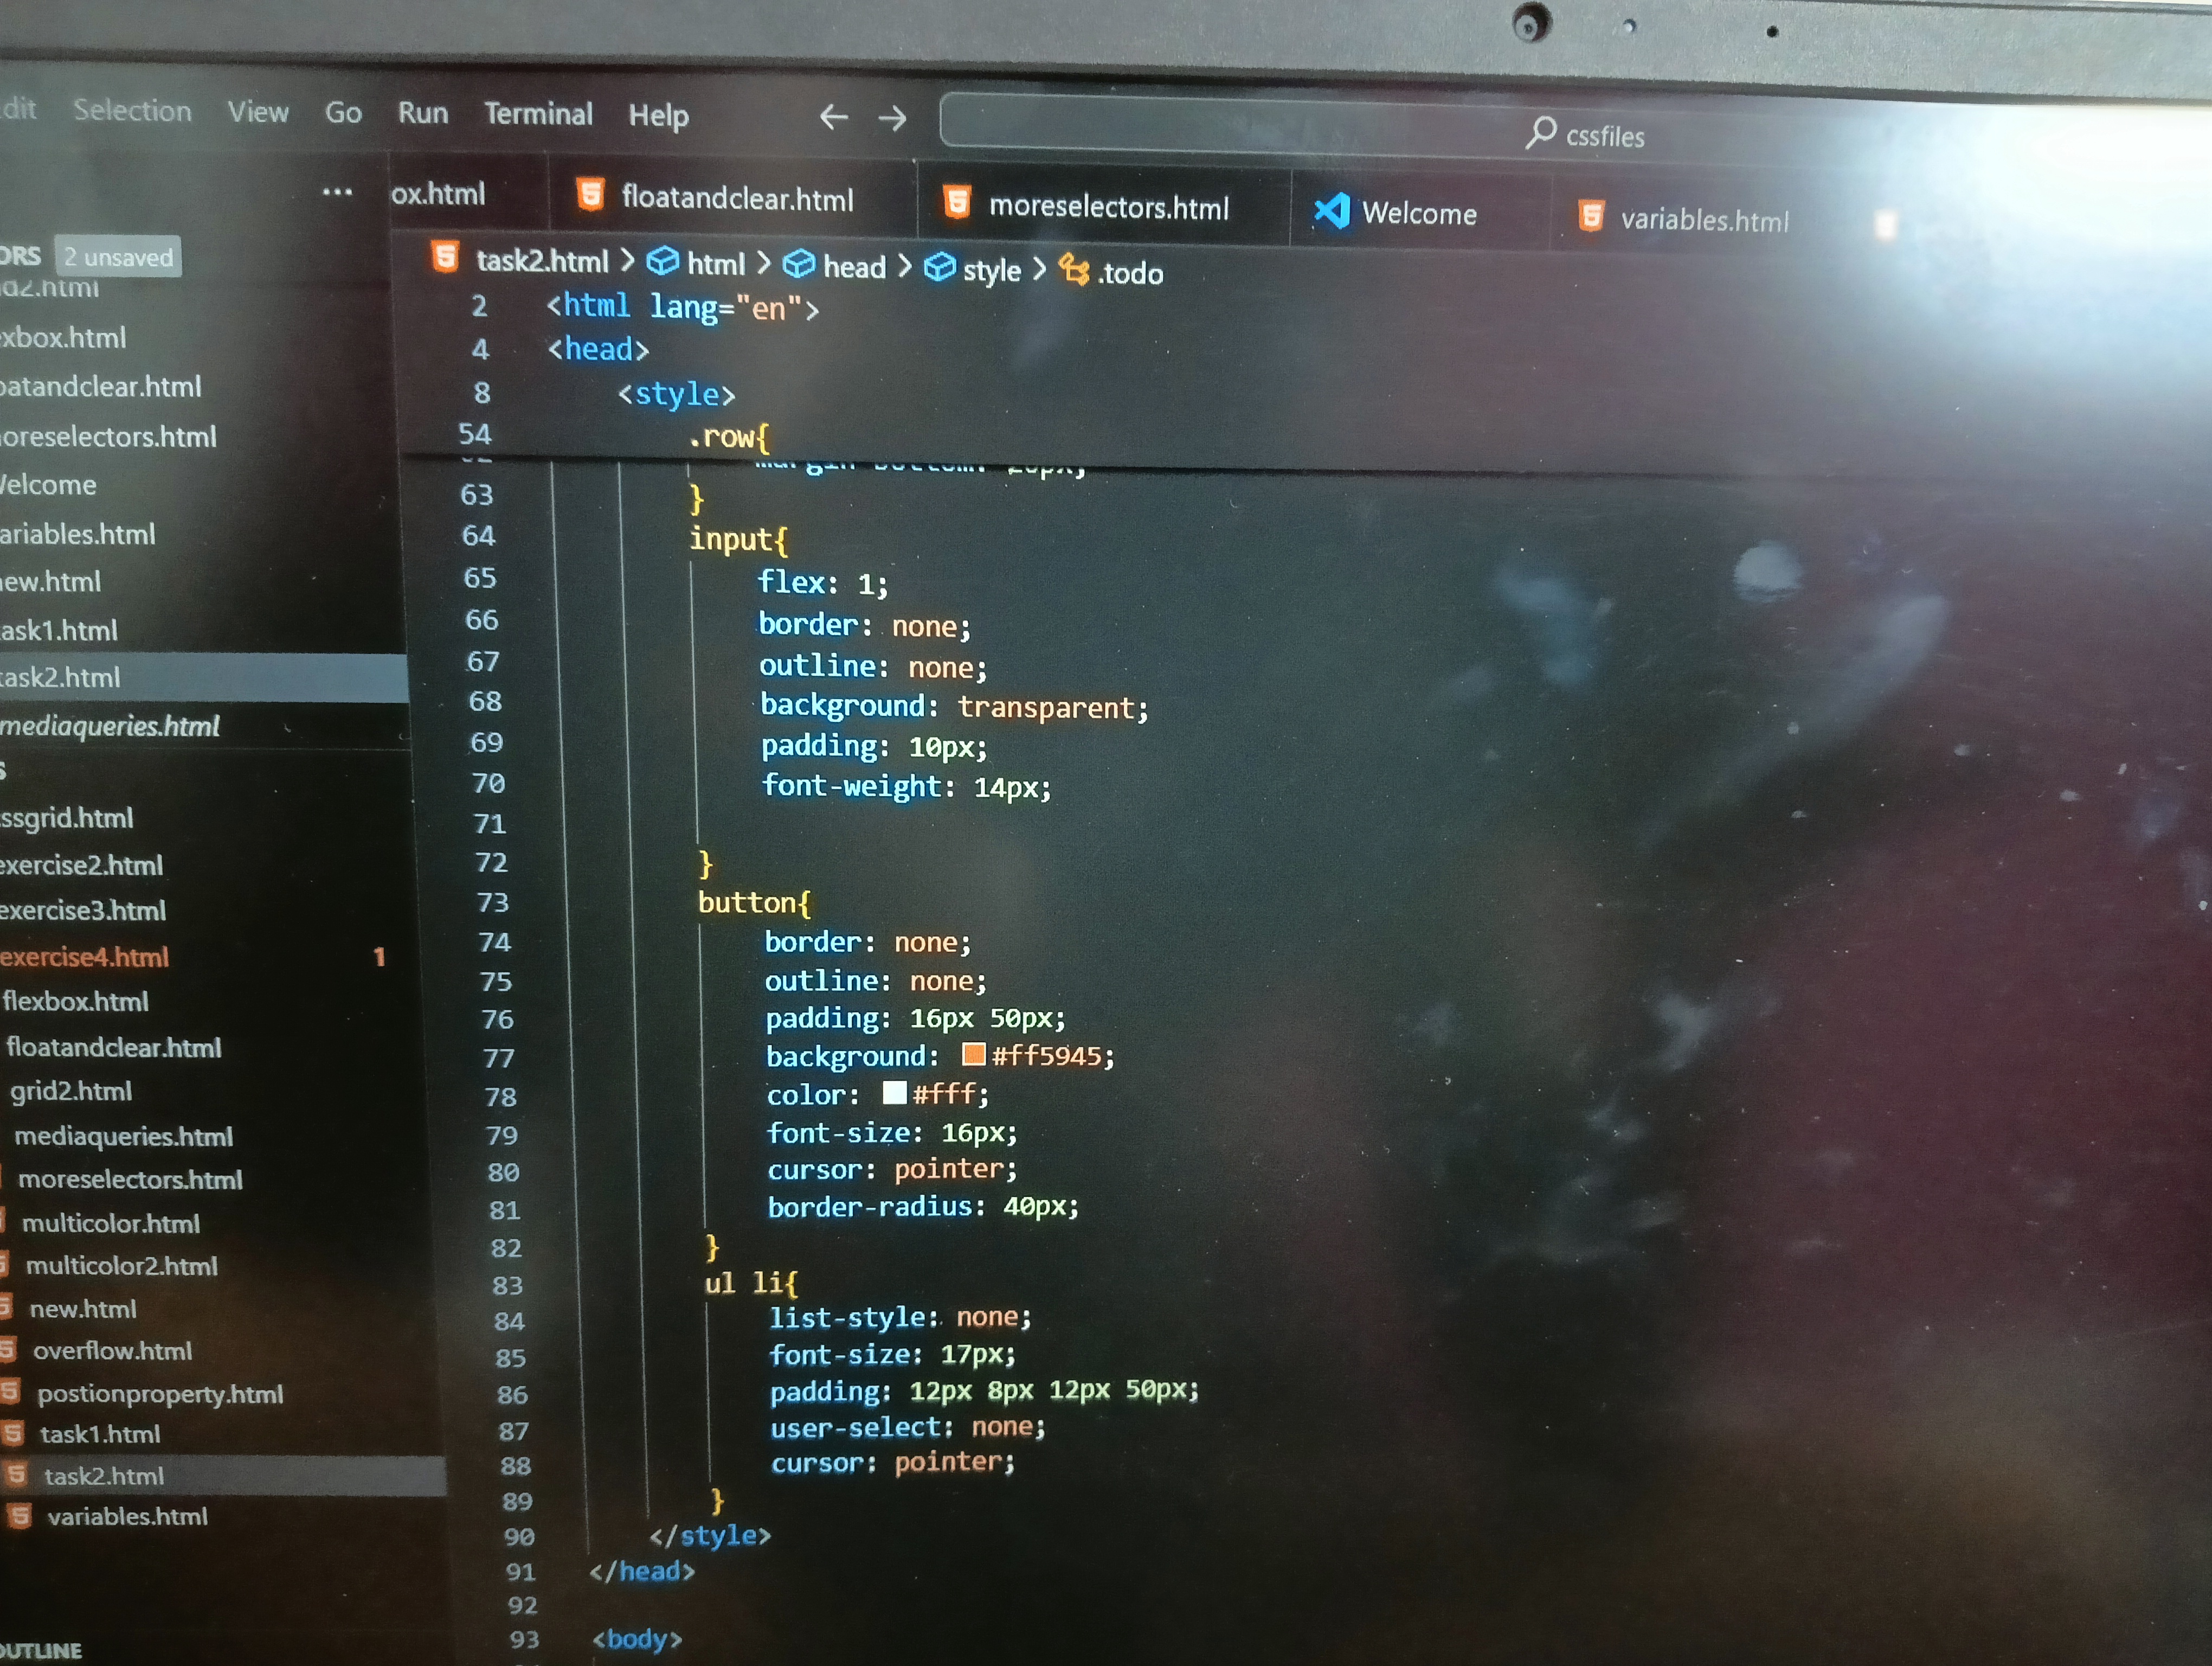 Selection View Go Run Terminal Help cssfiles
... ox.html floatandclear.html moreselectors.html Welcome variables.html
2 unsaved
task2.html > html > head > style > .todo
2 <html lang="en">
4 <head>
8 <style>
54 .row{
63 }
64 input{
65 flex: 1;
66 border: none;
67 outline: none;
68 background: transparent;
69 padding: 10px;
70 font-weight: 14px;
71
72 }
73 button{
74 border: none;
75 outline: none;
76 padding: 16px 50px;
77 background: #ff5945;
78 color: #fff;
79 font-size: 16px;
80 cursor: pointer;
81 border-radius: 40px;
82 }
83 ul li{
84 list-style: none;
85 font-size: 17px;
86 padding: 12px 8px 12px 50px;
87 user-select: none;
88 cursor: pointer;
89 }
90 </style>
91 </head>
92
93 <body>
xbox.html
oatandclear.html
oreselectors.html
Welcome
ariables.html
new.html
task1.html
task2.html
mediaqueries.html
ssgrid.html
exercise2.html
exercise3.html
exercise4.html 1
flexbox.html
floatandclear.html
grid2.html
mediaqueries.html
moreselectors.html
multicolor.html
multicolor2.html
new.html
overflow.html
postionproperty.html
task1.html
task2.html
variables.html
OUTLINE